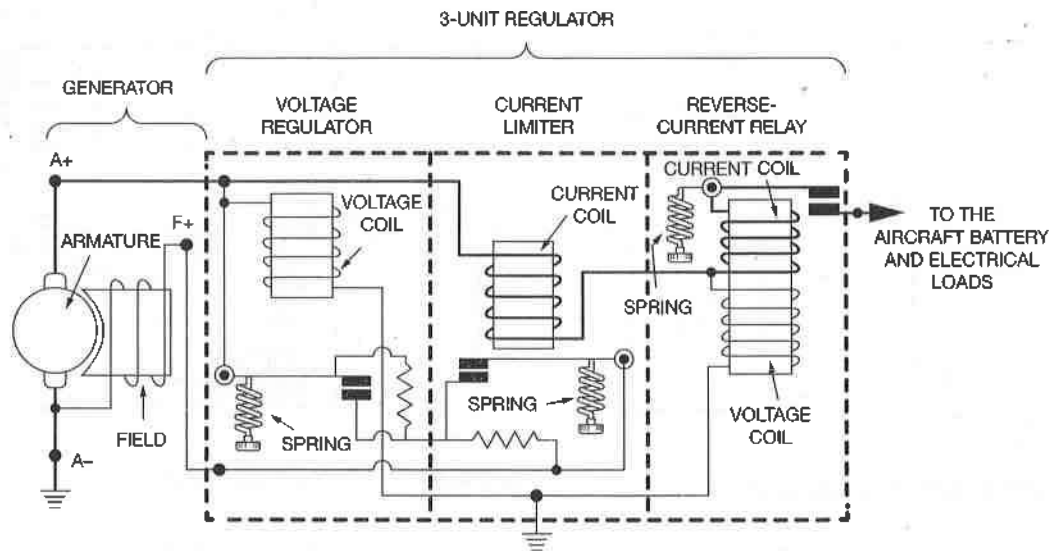 3-UNIT REGULATOR
GENERATOR
VOLTAGE
REGULATOR
CURRENT
LIMITER
REVERSE-
CURRENT RELAY
A+
F+
ARMATURE
FIELD
A–
VOLTAGE
COIL
SPRING
CURRENT
COIL
SPRING
CURRENT COIL
SPRING
VOLTAGE
COIL
TO THE
AIRCRAFT BATTERY
AND ELECTRICAL
LOADS